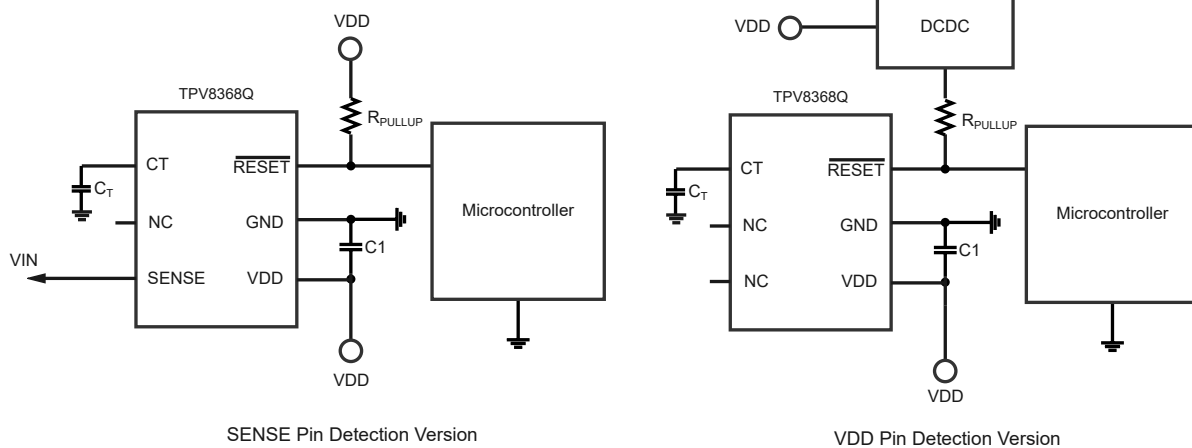 VDD
TPV8368Q
R_PULLUP
CT
RESET
C_T
NC
GND
Microcontroller
C1
VIN
SENSE
VDD
VDD
SENSE Pin Detection Version
VDD
DCDC
TPV8368Q
R_PULLUP
CT
RESET
C_T
NC
GND
Microcontroller
C1
NC
VDD
VDD
VDD Pin Detection Version